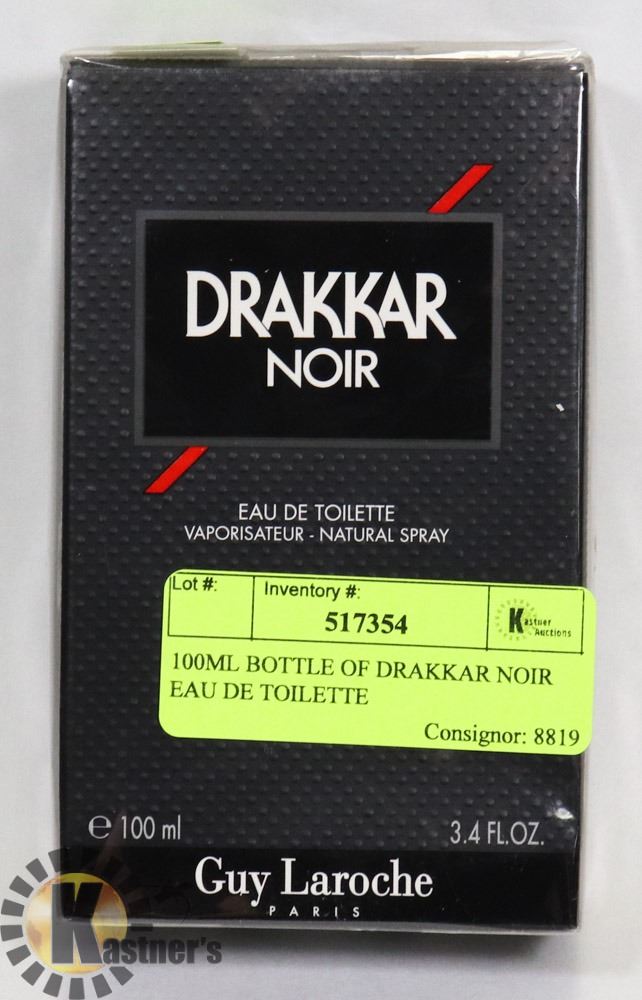 DRAKKAR
NOIR
EAU DE TOILETTE
VAPORISATEUR - NATURAL SPRAY
Lot #:
Inventory #:
517354
Kastner
Auctions
100ML BOTTLE OF DRAKKAR NOIR
EAU DE TOILETTE
Consignor: 8819
℮ 100 ml
3.4 FL.OZ.
Guy Laroche
PARIS
Kastner's